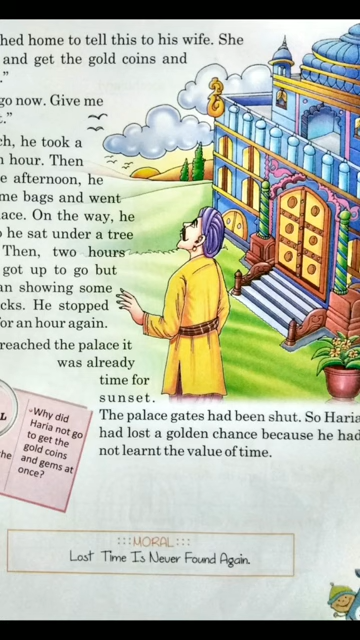 hed home to tell this to his wife. She
and get the gold coins and
."
go now. Give me
t."
ch, he took a
n hour. Then
e afternoon, he
me bags and went
lace. On the way, he
o he sat under a tree
Then, two hours
got up to go but
an showing some
cks. He stopped
for an hour again.
reached the palace it
was already
time for
sunset.
The palace gates had been shut. So Haria
had lost a golden chance because he had
not learnt the value of time.
L
he
"Why did
Haria not go
to get the
gold coins
and gems at
once?
:::MORAL:::
Lost Time Is Never Found Again.